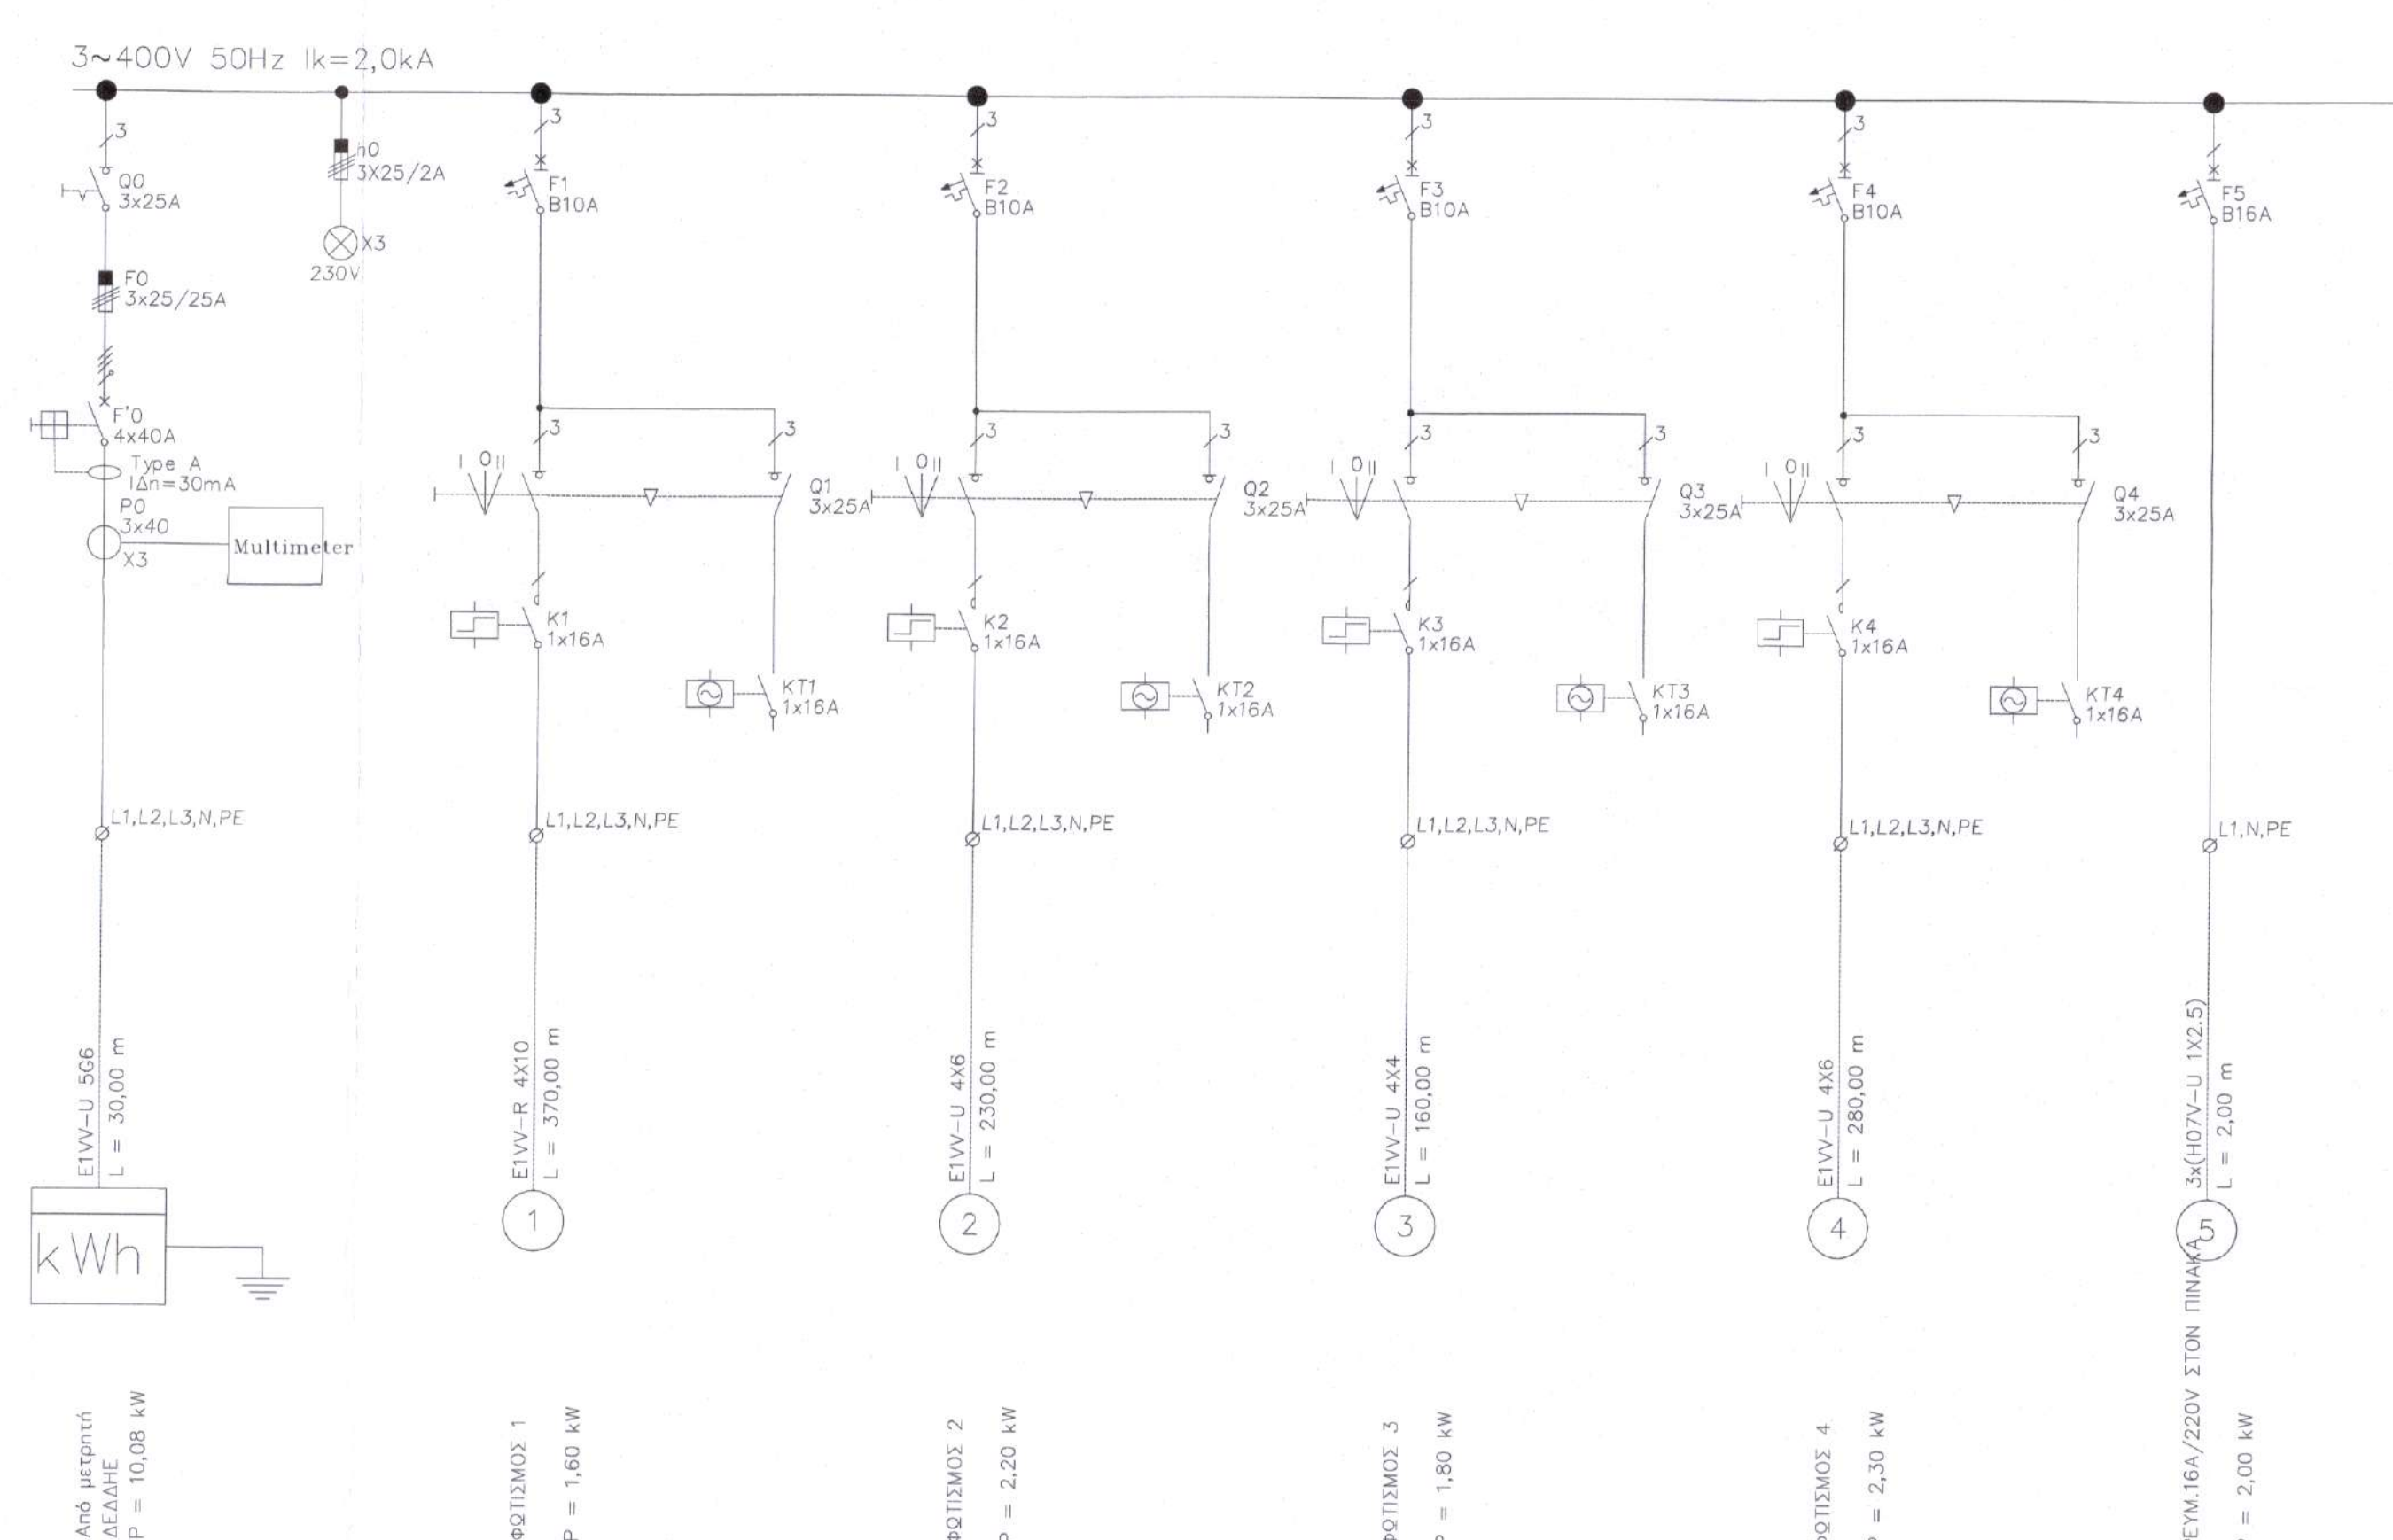 3~400V 50Hz Ik=2,0kA
3
Q0
3x25A
F0
3x25/25A
F'0
4x40A
Type A
IΔn=30mA
P0
3x40
X3
Multimeter
L1,L2,L3,N,PE
E1VV-U 5G6
L = 30,00 m
kWh
Από μετρητή
ΔΕΔΔΗΕ
P = 10,08 kW
h0
3X25/2A
X3
230V
3
F1
B10A
3
3
I 0 II
Q1
3x25A
K1
1x16A
KT1
1x16A
L1,L2,L3,N,PE
E1VV-R 4X10
L = 370,00 m
1
ΦΩΤΙΣΜΟΣ 1
P = 1,60 kW
3
F2
B10A
3
3
I 0 II
Q2
3x25A
K2
1x16A
KT2
1x16A
L1,L2,L3,N,PE
E1VV-U 4X6
L = 230,00 m
2
ΦΩΤΙΣΜΟΣ 2
P = 2,20 kW
3
F3
B10A
3
3
I 0 II
Q3
3x25A
K3
1x16A
KT3
1x16A
L1,L2,L3,N,PE
E1VV-U 4X4
L = 160,00 m
3
ΦΩΤΙΣΜΟΣ 3
P = 1,80 kW
3
F4
B10A
3
3
I 0 II
Q4
3x25A
K4
1x16A
KT4
1x16A
L1,L2,L3,N,PE
E1VV-U 4X6
L = 280,00 m
4
ΦΩΤΙΣΜΟΣ 4
P = 2,30 kW
F5
B16A
L1,N,PE
3x(H07V-U 1X2.5)
L = 2,00 m
5
ΡΕΥΜ.16A/220V ΣΤΟΝ ΠΙΝΑΚΑ
= 2,00 kW